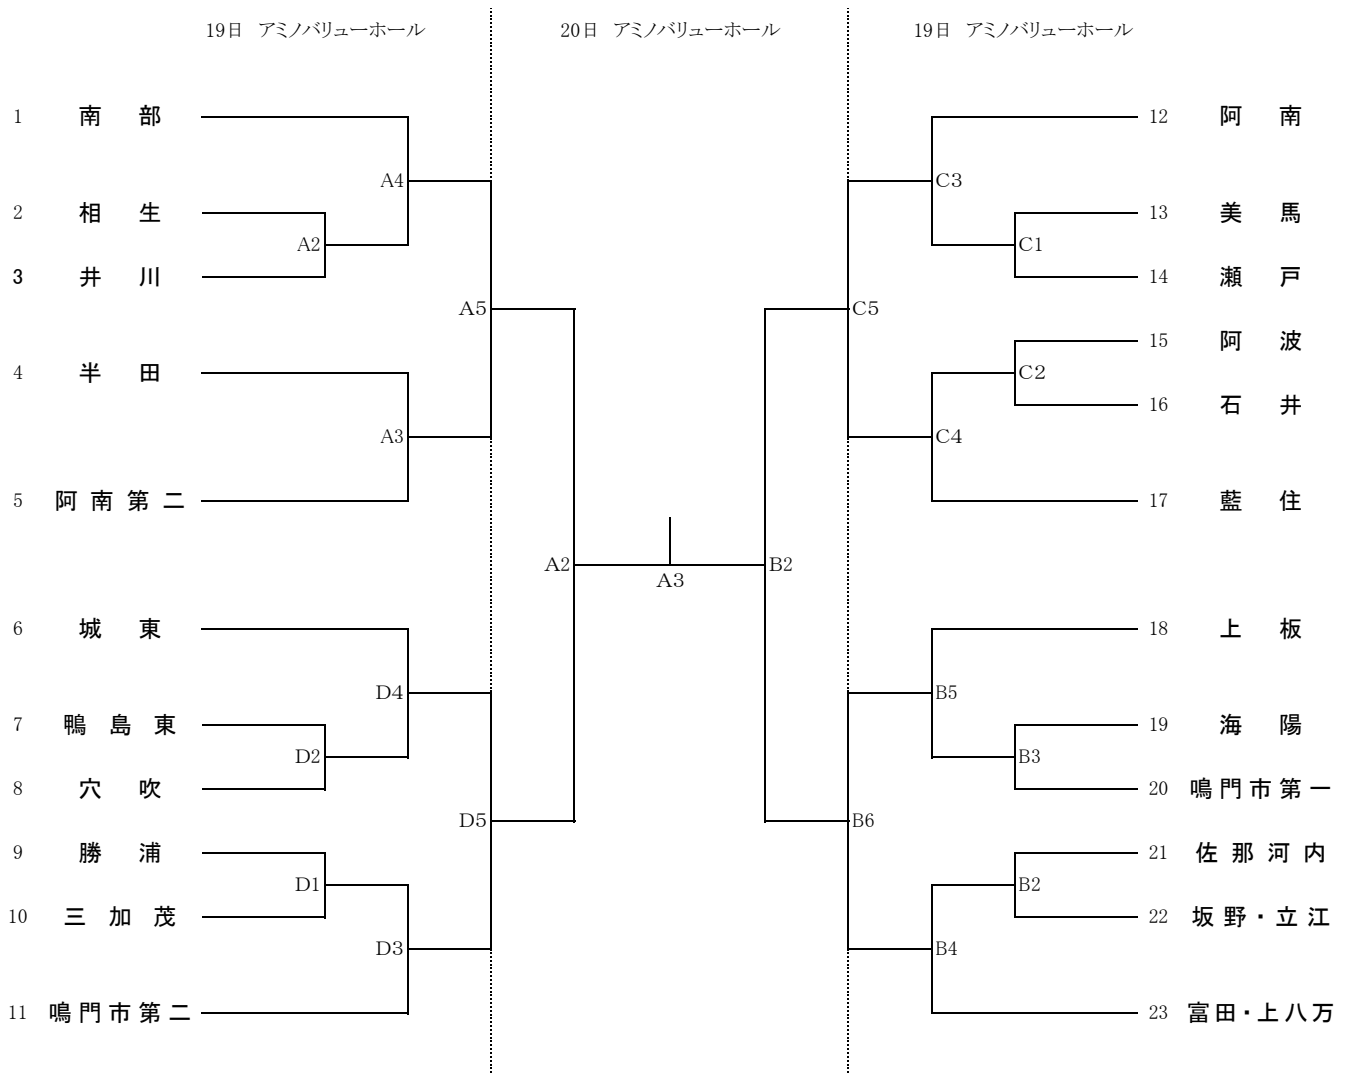 19日 アミノバリューホール 20日 アミノバリューホール 19日 アミノバリューホール
1 南 部 12 阿 南
A4 C3
2 相 生 13 美 馬
A2 C1
3 井 川 14 瀬 戸
A5 C5
15 阿 波
4 半 田 C2
16 石 井
A3 C4
5 阿南第二 17 藍 住
A2 B2
A3
6 城 東 18 上 板
D4 B5
7 鴨 島 東 19 海 陽
D2 B3
8 穴 吹 20 鳴門市第一
D5 B6
9 勝 浦 21 佐那河内
D1 B2
10 三 加 茂 22 坂野・立江
D3 B4
11 鳴門市第二 23 富田・上八万